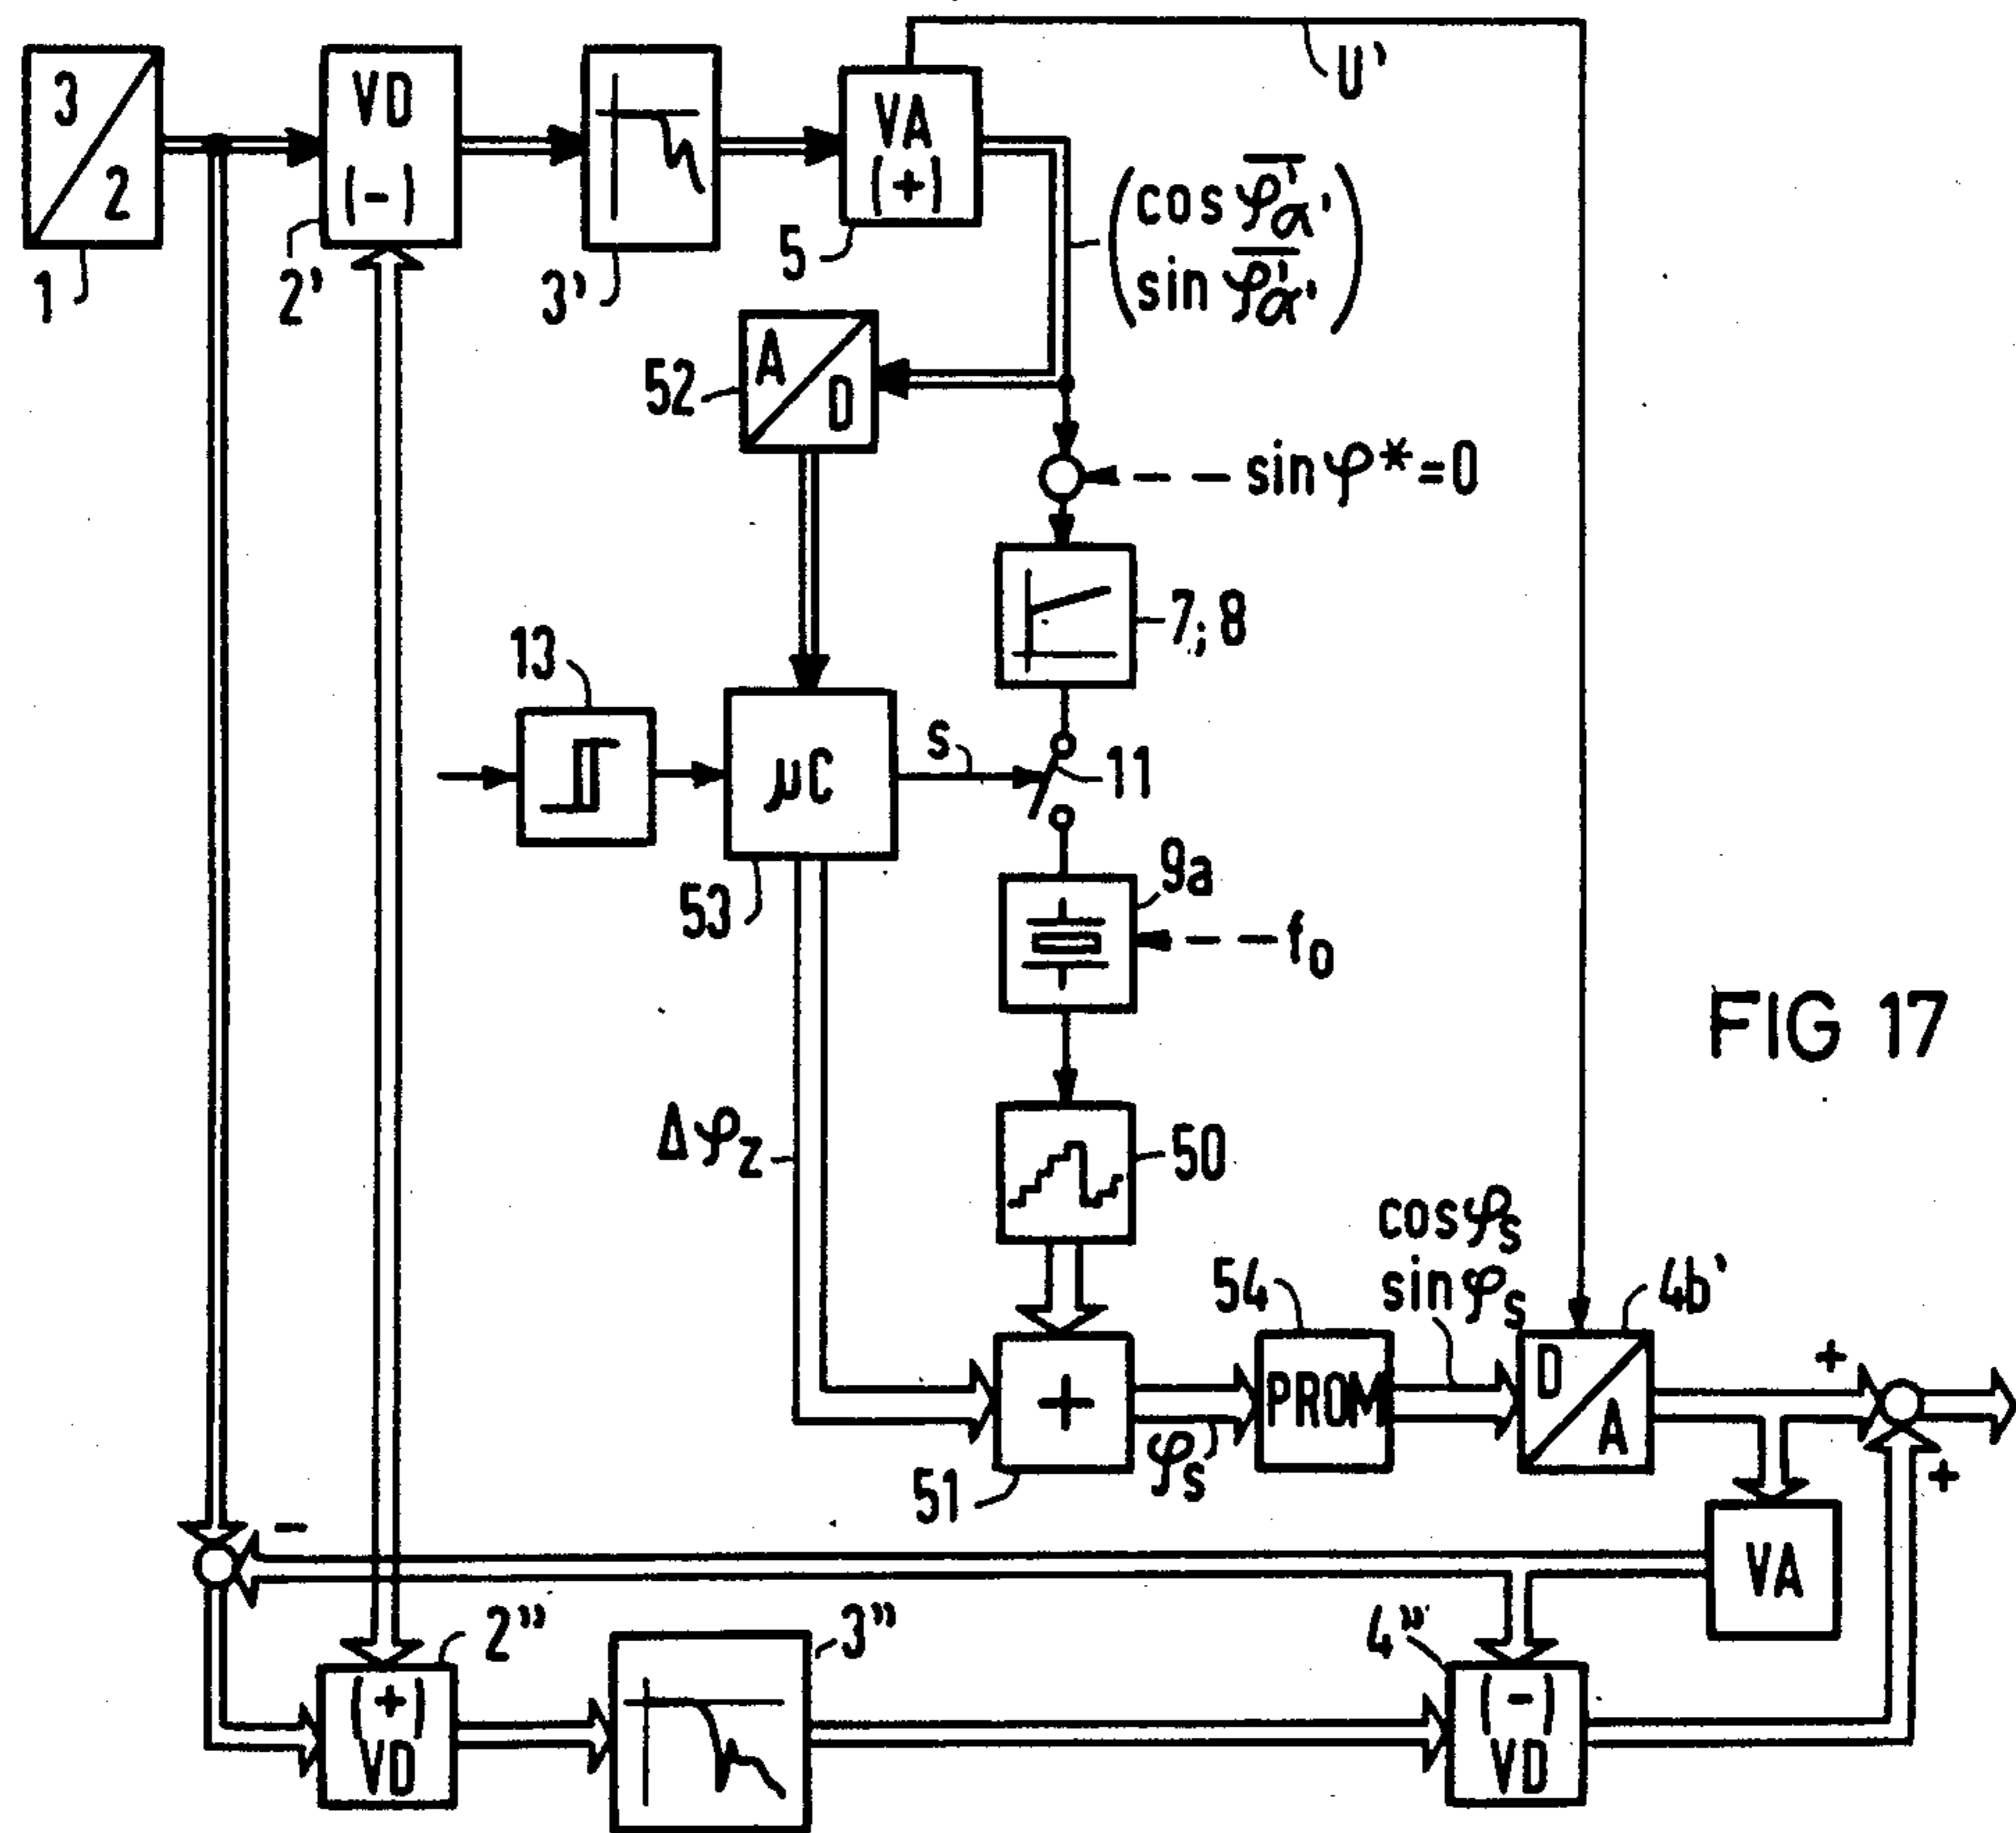 U'
3
2
VD
(-)
VA
(+)
1
2'
3'
5
(cos φ'α'
sin φ'α')
52
A
D
sin φ* = 0
7; 8
13
μC
s
11
53
9a
f₀
FIG 17
Δφz
50
cos φs
sin φs
54
4b'
+
PROM
D
A
+
φs
51
+
-
VA
2"
3"
4"
(+)
VD
(-)
VD